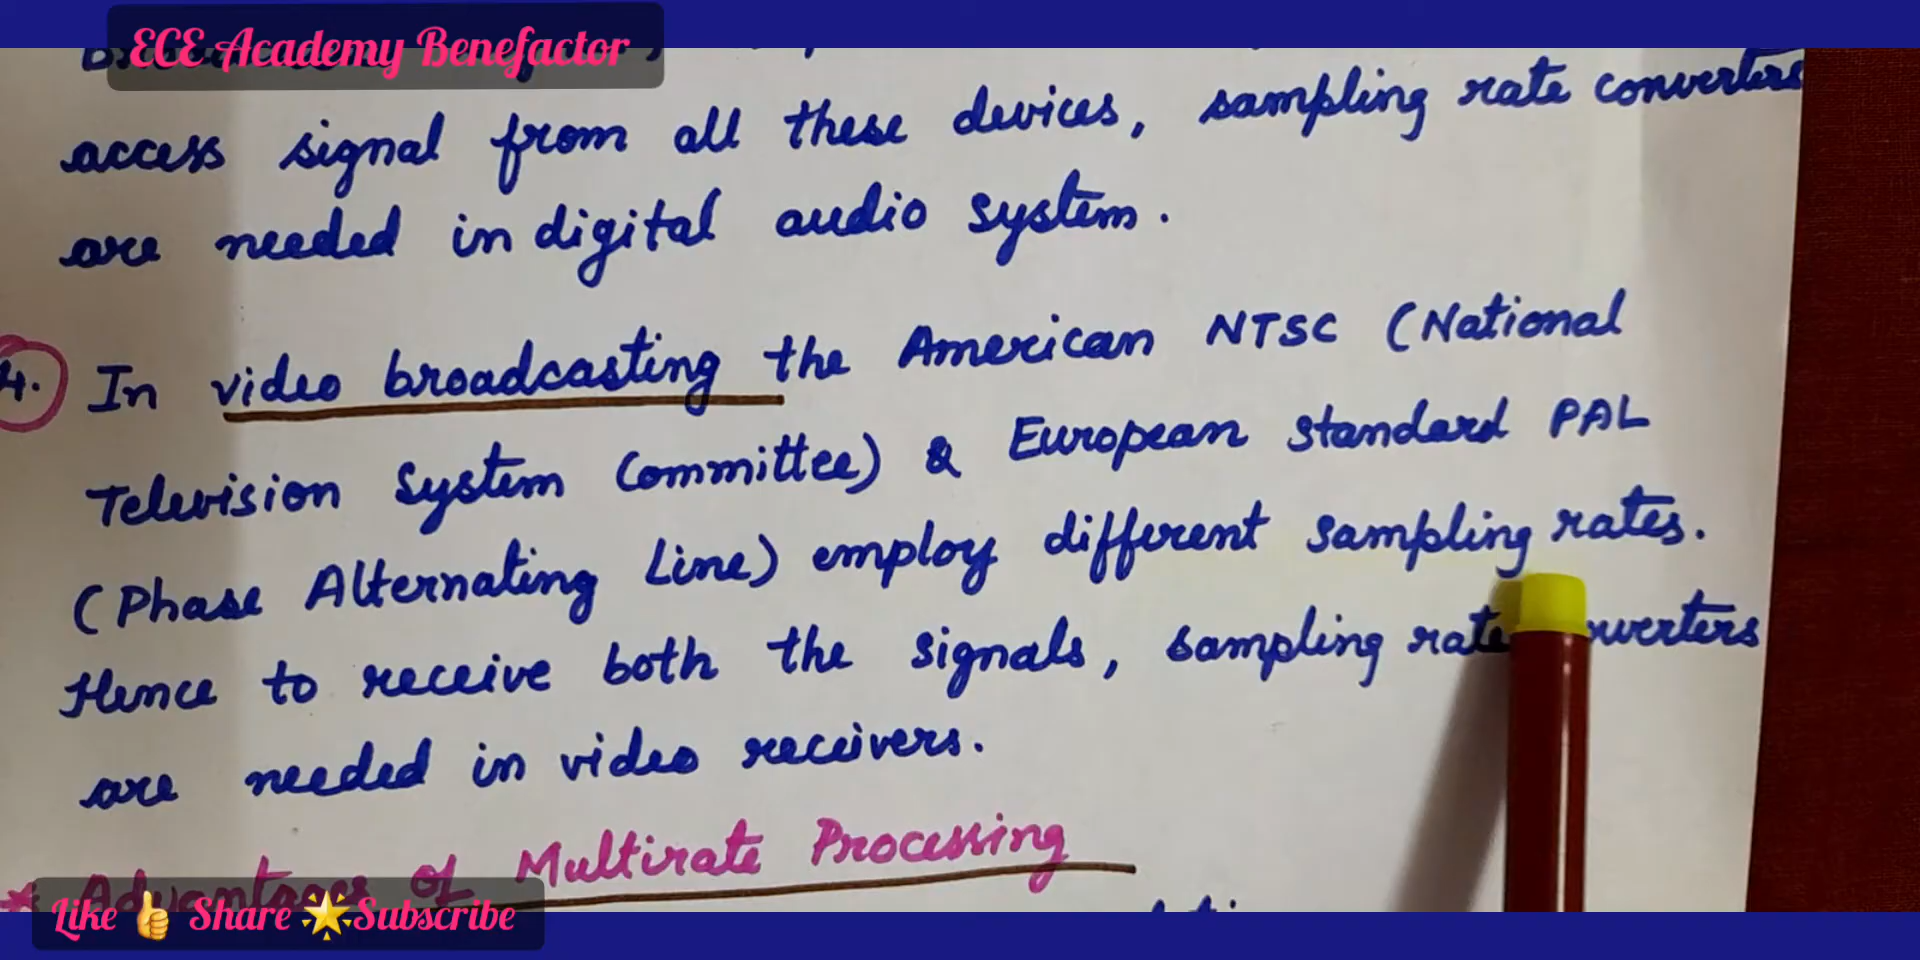 ECE Academy Benefactor
access signal from all these devices, sampling rate converters
are needed in digital audio system.
4. In video broadcasting the American NTSC (National
Television System Committee) & European standard PAL
(Phase Alternating Line) employ different sampling rates.
Hence to receive both the signals, sampling rate
are needed in video receivers.
* Advantages of Multirate Processing
Like 👍 Share 🌟Subscribe